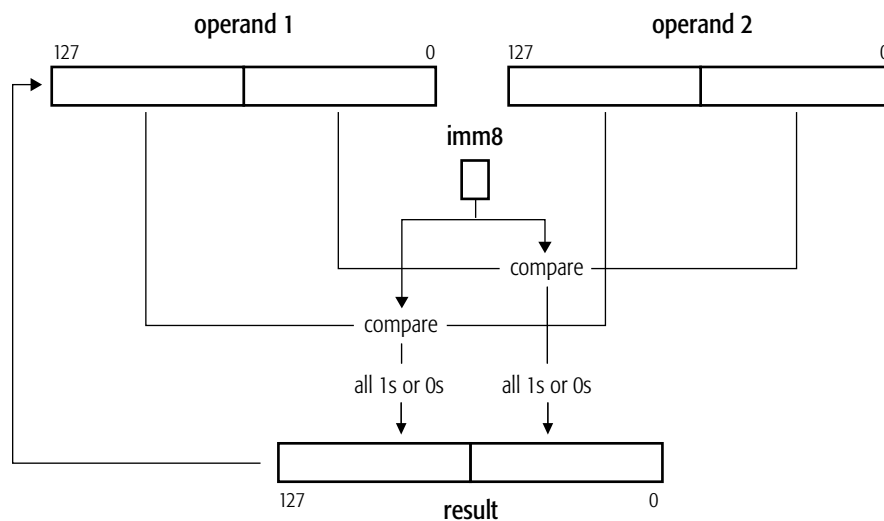 operand 1
operand 2
127
0
127
0
imm8
compare
compare
all 1s or 0s
all 1s or 0s
127
0
result